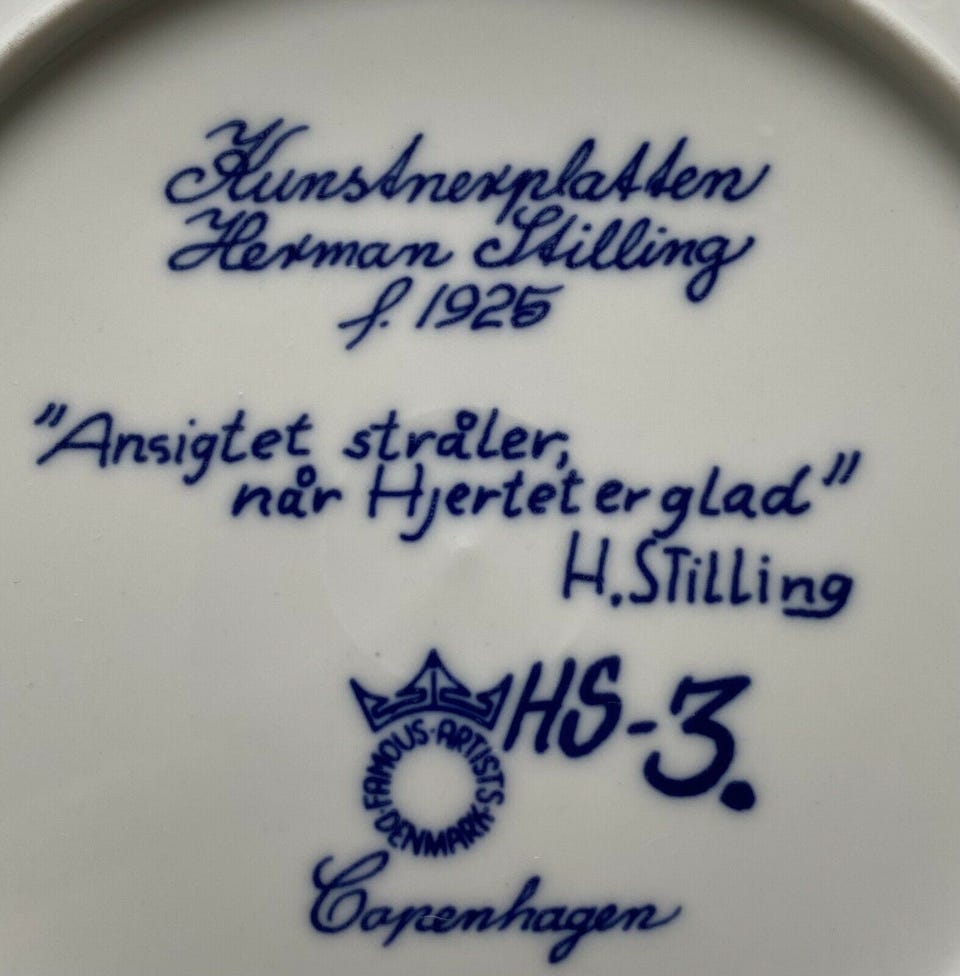 Kunstnerplatten
Herman Stilling
f. 1925
"Ansigtet stråler,
når Hjertet er glad"
H. Stilling
HS-3.
FAMOUS · ARTISTS · DENMARK ·
Copenhagen